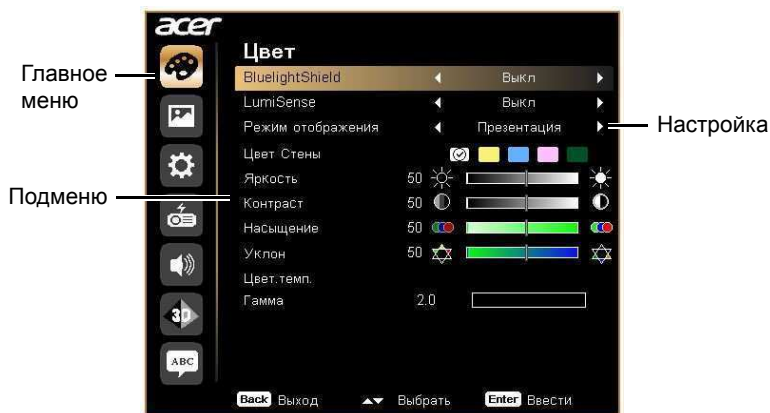 acer
Цвет
BluelightShield Выкл
LumiSense Выкл
Режим отображения Презентация
Цвет Стены
Яркость 50
Контраст 50
Насыщение 50
Уклон 50
Цвет.темп.
Гамма 2.0
3D
ABC
Back Выход Выбрать Enter Ввести
Главное
меню
Подменю
Настройка